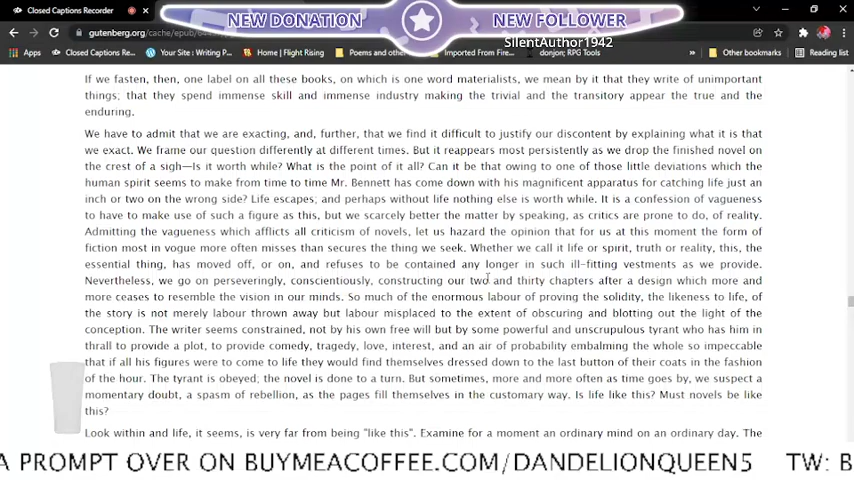 Closed Captions Recorder
NEW DONATION
NEW FOLLOWER
SilentAuthor1942
gutenberg.org/cache/epub/64
Apps
Closed Captions Rec...
Your Site : Writing P...
Home | Flight Rising
Poems and other
Imported From Fire...
donjon; RPG Tools
»
Other bookmarks
Reading list
If we fasten, then, one label on all these books, on which is one word materialists, we mean by it that they write of unimportant
things; that they spend immense skill and immense industry making the trivial and the transitory appear the true and the
enduring.
We have to admit that we are exacting, and, further, that we find it difficult to justify our discontent by explaining what it is that
we exact. We frame our question differently at different times. But it reappears most persistently as we drop the finished novel on
the crest of a sigh—Is it worth while? What is the point of it all? Can it be that owing to one of those little deviations which the
human spirit seems to make from time to time Mr. Bennett has come down with his magnificent apparatus for catching life just an
inch or two on the wrong side? Life escapes; and perhaps without life nothing else is worth while. It is a confession of vagueness
to have to make use of such a figure as this, but we scarcely better the matter by speaking, as critics are prone to do, of reality.
Admitting the vagueness which afflicts all criticism of novels, let us hazard the opinion that for us at this moment the form of
fiction most in vogue more often misses than secures the thing we seek. Whether we call it life or spirit, truth or reality, this, the
essential thing, has moved off, or on, and refuses to be contained any longer in such ill-fitting vestments as we provide.
Nevertheless, we go on perseveringly, conscientiously, constructing our two and thirty chapters after a design which more and
more ceases to resemble the vision in our minds. So much of the enormous labour of proving the solidity, the likeness to life, of
the story is not merely labour thrown away but labour misplaced to the extent of obscuring and blotting out the light of the
conception. The writer seems constrained, not by his own free will but by some powerful and unscrupulous tyrant who has him in
thrall to provide a plot, to provide comedy, tragedy, love, interest, and an air of probability embalming the whole so impeccable
that if all his figures were to come to life they would find themselves dressed down to the last button of their coats in the fashion
of the hour. The tyrant is obeyed; the novel is done to a turn. But sometimes, more and more often as time goes by, we suspect a
momentary doubt, a spasm of rebellion, as the pages fill themselves in the customary way. Is life like this? Must novels be like
this?
Look within and life, it seems, is very far from being "like this". Examine for a moment an ordinary mind on an ordinary day. The
A PROMPT OVER ON BUYMEACOFFEE.COM/DANDELIONQUEEN5 TW: B